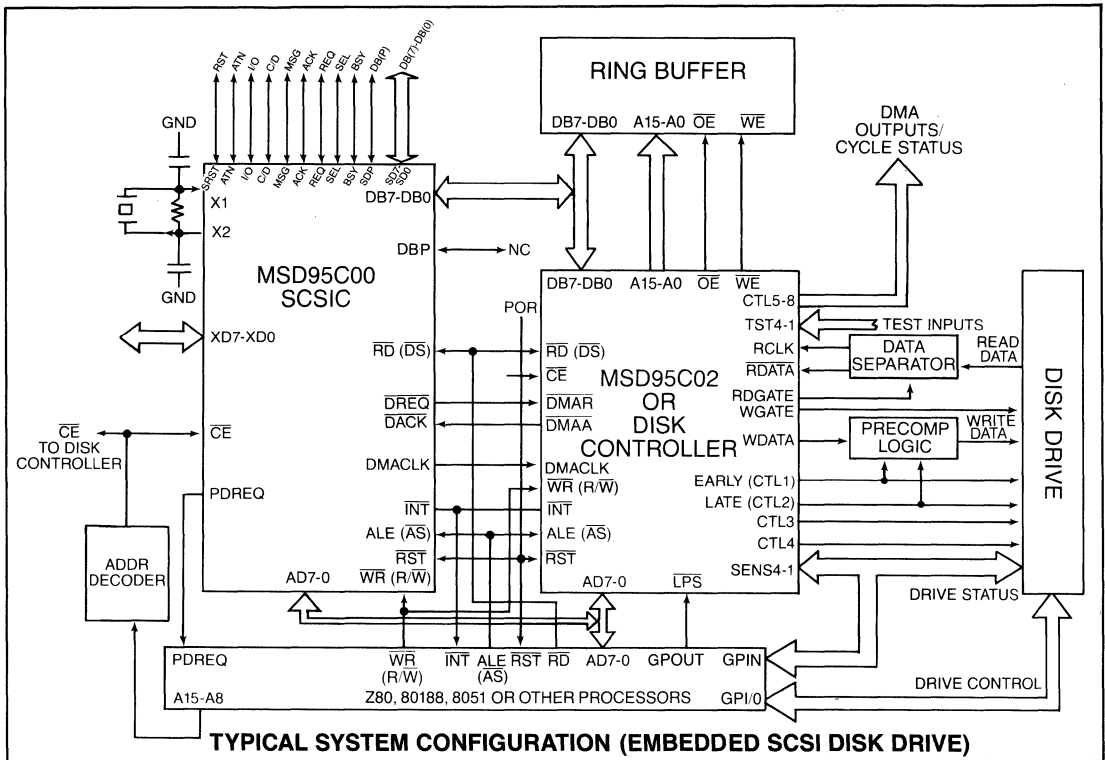 RST ATN I/O C/D MSG ACK REQ SEL BSY DB(P) DB(7)-DB(0)
GND
SRST ATN I/O C/D MSG ACK REQ SEL BSY SDP SD7-SD0
X1
X2
GND
DB7-DB0
DBP
NC
MSD95C00
SCSIC
XD7-XD0
RD (DS)
DREQ
DACK
DMACLK
INT
ALE (AS)
RST
WR (R/W)
AD7-0
CE
PDREQ
CE
TO DISK
CONTROLLER
ADDR
DECODER
RING BUFFER
DB7-DB0 A15-A0 OE WE
DMA
OUTPUTS/
CYCLE STATUS
POR
DB7-DB0 A15-A0 OE WE
CTL5-8
TST4-1
RCLK
RDATA
RDGATE
WGATE
WDATA
EARLY (CTL1)
LATE (CTL2)
CTL3
CTL4
SENS4-1
RD (DS)
CE
DMAR
DMAA
DMACLK
WR (R/W)
INT
ALE (AS)
RST
AD7-0
LPS
MSD95C02
OR
DISK
CONTROLLER
TEST INPUTS
DATA
SEPARATOR
READ
DATA
PRECOMP
LOGIC
WRITE
DATA
DISK DRIVE
DRIVE STATUS
DRIVE CONTROL
PDREQ
WR
(R/W)
INT
ALE
(AS)
RST
RD
AD7-0
GPOUT
GPIN
A15-A8
Z80, 80188, 8051 OR OTHER PROCESSORS
GPI/0
TYPICAL SYSTEM CONFIGURATION (EMBEDDED SCSI DISK DRIVE)